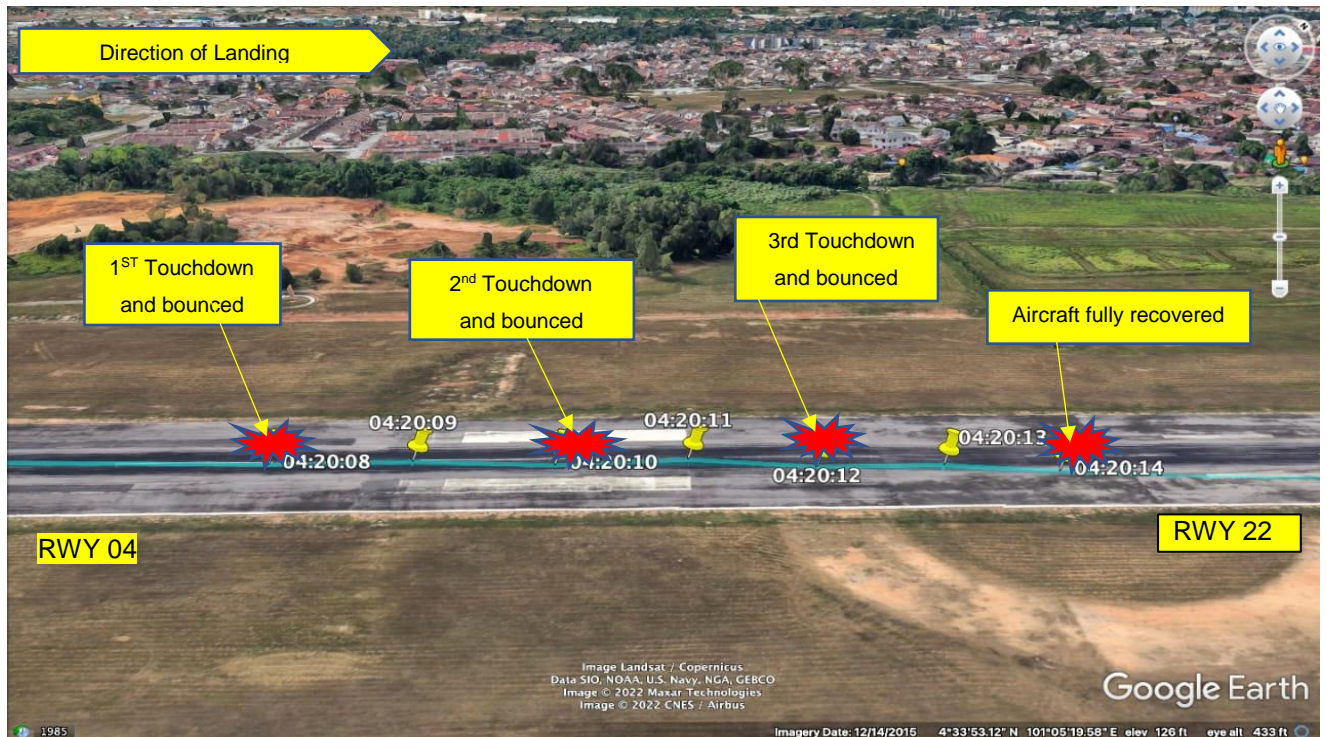 Direction of Landing
N
1ST Touchdown
and bounced
2nd Touchdown
and bounced
3rd Touchdown
and bounced
Aircraft fully recovered
04:20:08
04:20:09
04:20:10
04:20:11
04:20:12
04:20:13
04:20:14
RWY 04
RWY 22
Image Landsat / Copernicus
Data SIO, NOAA, U.S. Navy, NGA, GEBCO
Image © 2022 Maxar Technologies
Image © 2022 CNES / Airbus
Google Earth
1985
Imagery Date: 12/14/2015 4°33'53.12" N 101°05'19.58" E elev 126 ft eye alt 433 ft